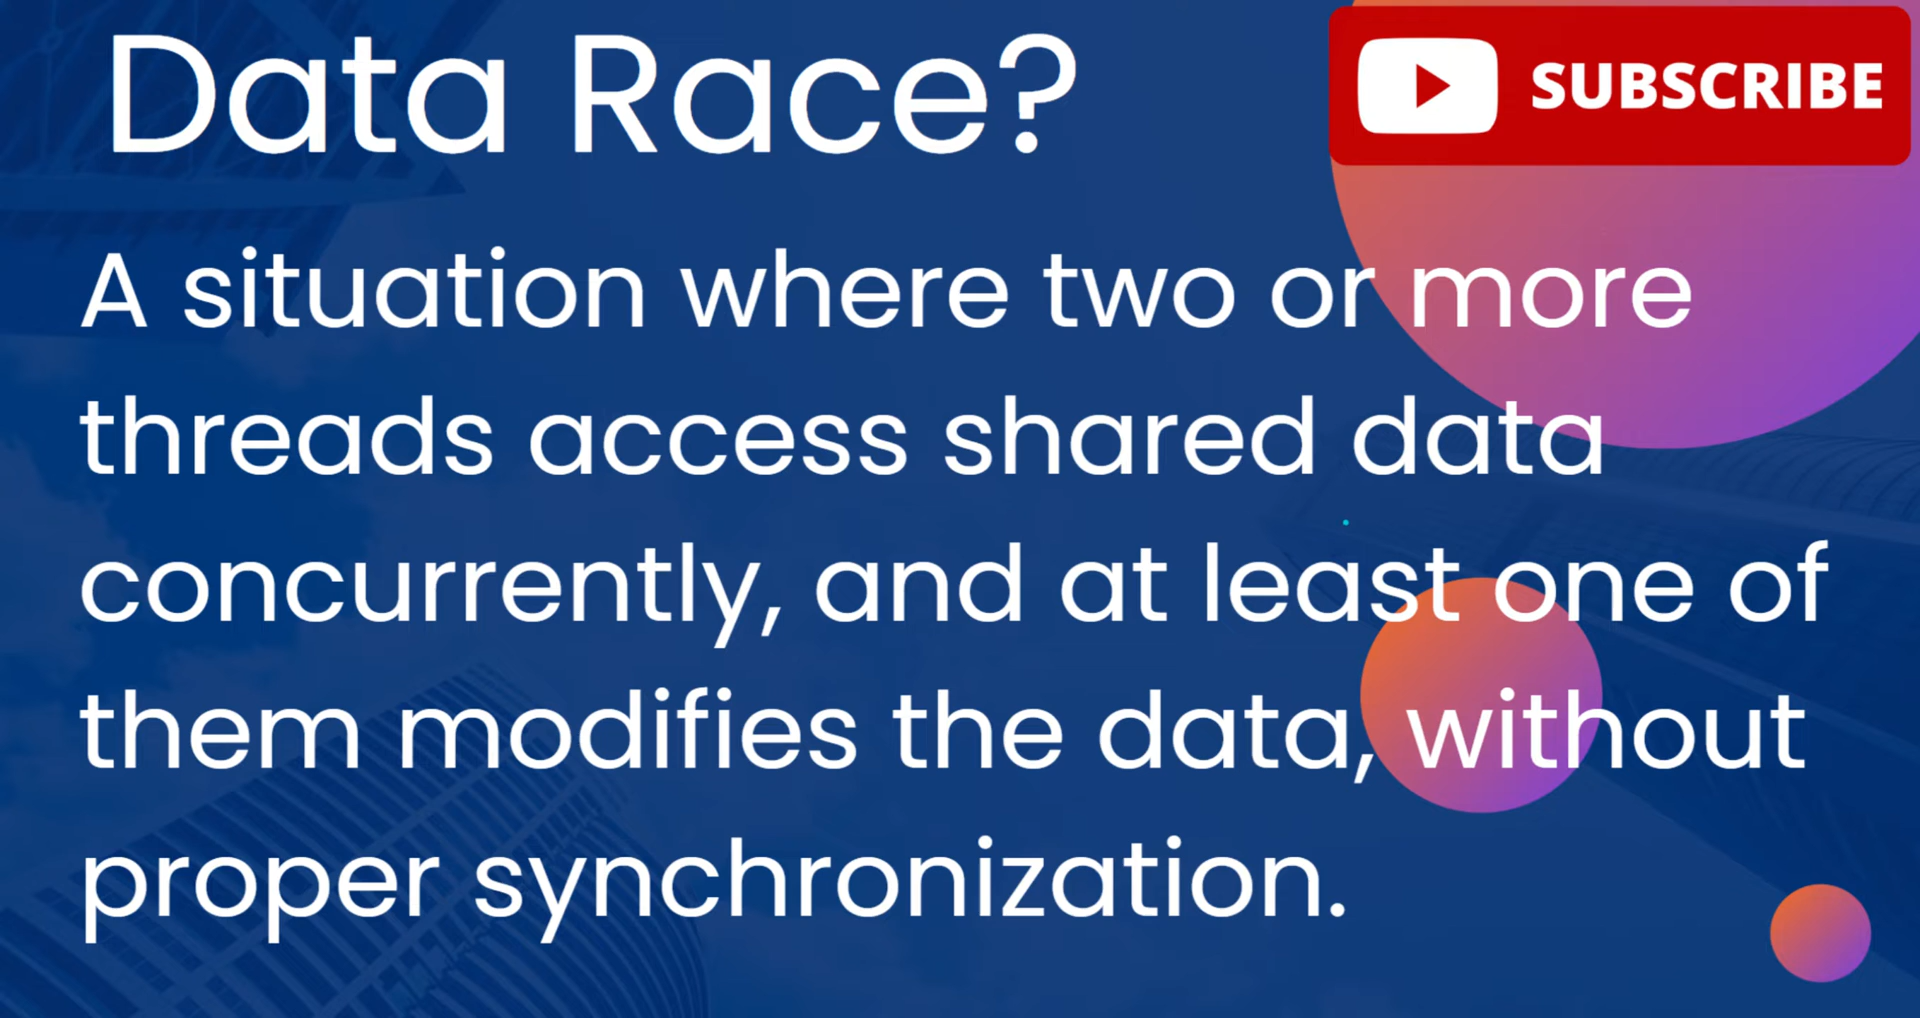 Data Race?
SUBSCRIBE
A situation where two or more
threads access shared data
concurrently, and at least one of
them modifies the data, without
proper synchronization.